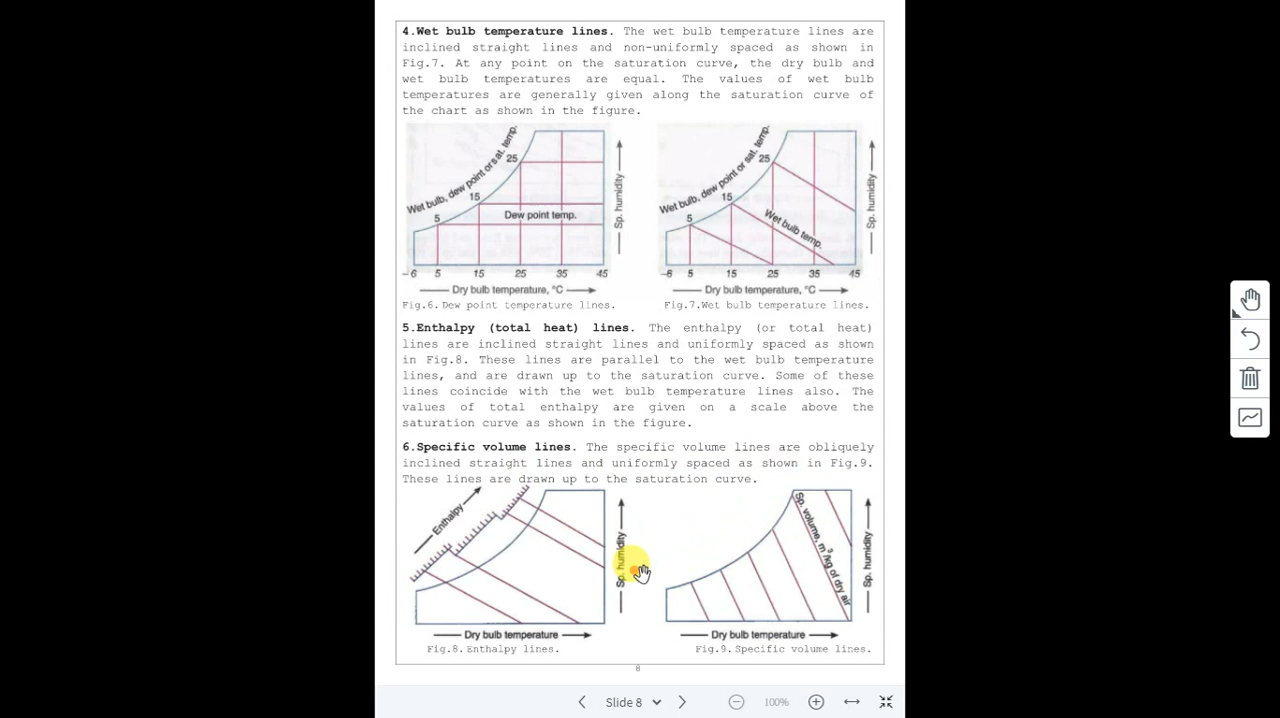 4.Wet bulb temperature lines. The wet bulb temperature lines are
inclined straight lines and non-uniformly spaced as shown in
Fig.7. At any point on the saturation curve, the dry bulb and
wet bulb temperatures are equal. The values of wet bulb
temperatures are generally given along the saturation curve of
the chart as shown in the figure.
Wet bulb, dew point or sat. temp.
25
15
5
Dew point temp.
Sp. humidity
-6 5 15 25 35 45
Dry bulb temperature, °C
Fig.6.Dew point temperature lines.
Wet bulb, dew point or sat. temp.
25
15
5
Wet bulb temp.
Sp. humidity
-6 5 15 25 35 45
Dry bulb temperature, °C
Fig.7.Wet bulb temperature lines.
5.Enthalpy (total heat) lines. The enthalpy (or total heat)
lines are inclined straight lines and uniformly spaced as shown
in Fig.8. These lines are parallel to the wet bulb temperature
lines, and are drawn up to the saturation curve. Some of these
lines coincide with the wet bulb temperature lines also. The
values of total enthalpy are given on a scale above the
saturation curve as shown in the figure.
6.Specific volume lines. The specific volume lines are obliquely
inclined straight lines and uniformly spaced as shown in Fig.9.
These lines are drawn up to the saturation curve.
Enthalpy
Sp. humidity
Dry bulb temperature
Fig.8.Enthalpy lines.
Sp. volume, m³/kg of dry air
Sp. humidity
Dry bulb temperature
Fig.9.Specific volume lines.
8
Slide 8
100%